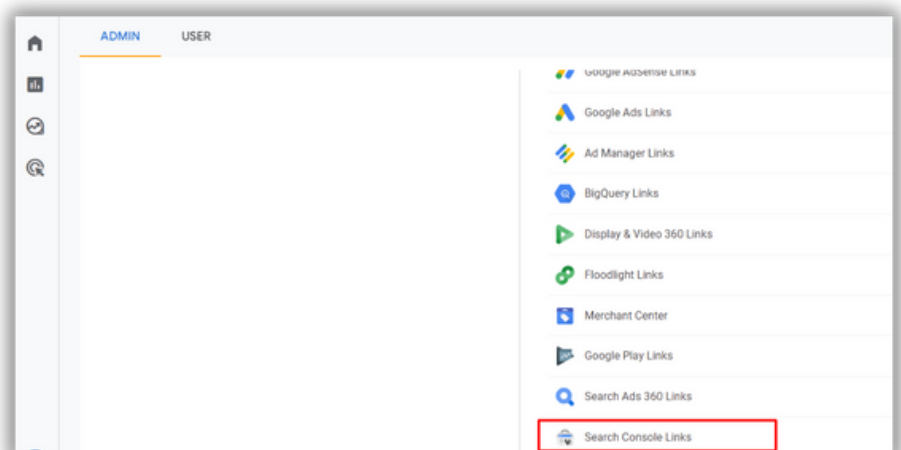 ADMIN USER
Google AdSense Links
Google Ads Links
Ad Manager Links
BigQuery Links
Display & Video 360 Links
Floodlight Links
Merchant Center
Google Play Links
Search Ads 360 Links
Search Console Links